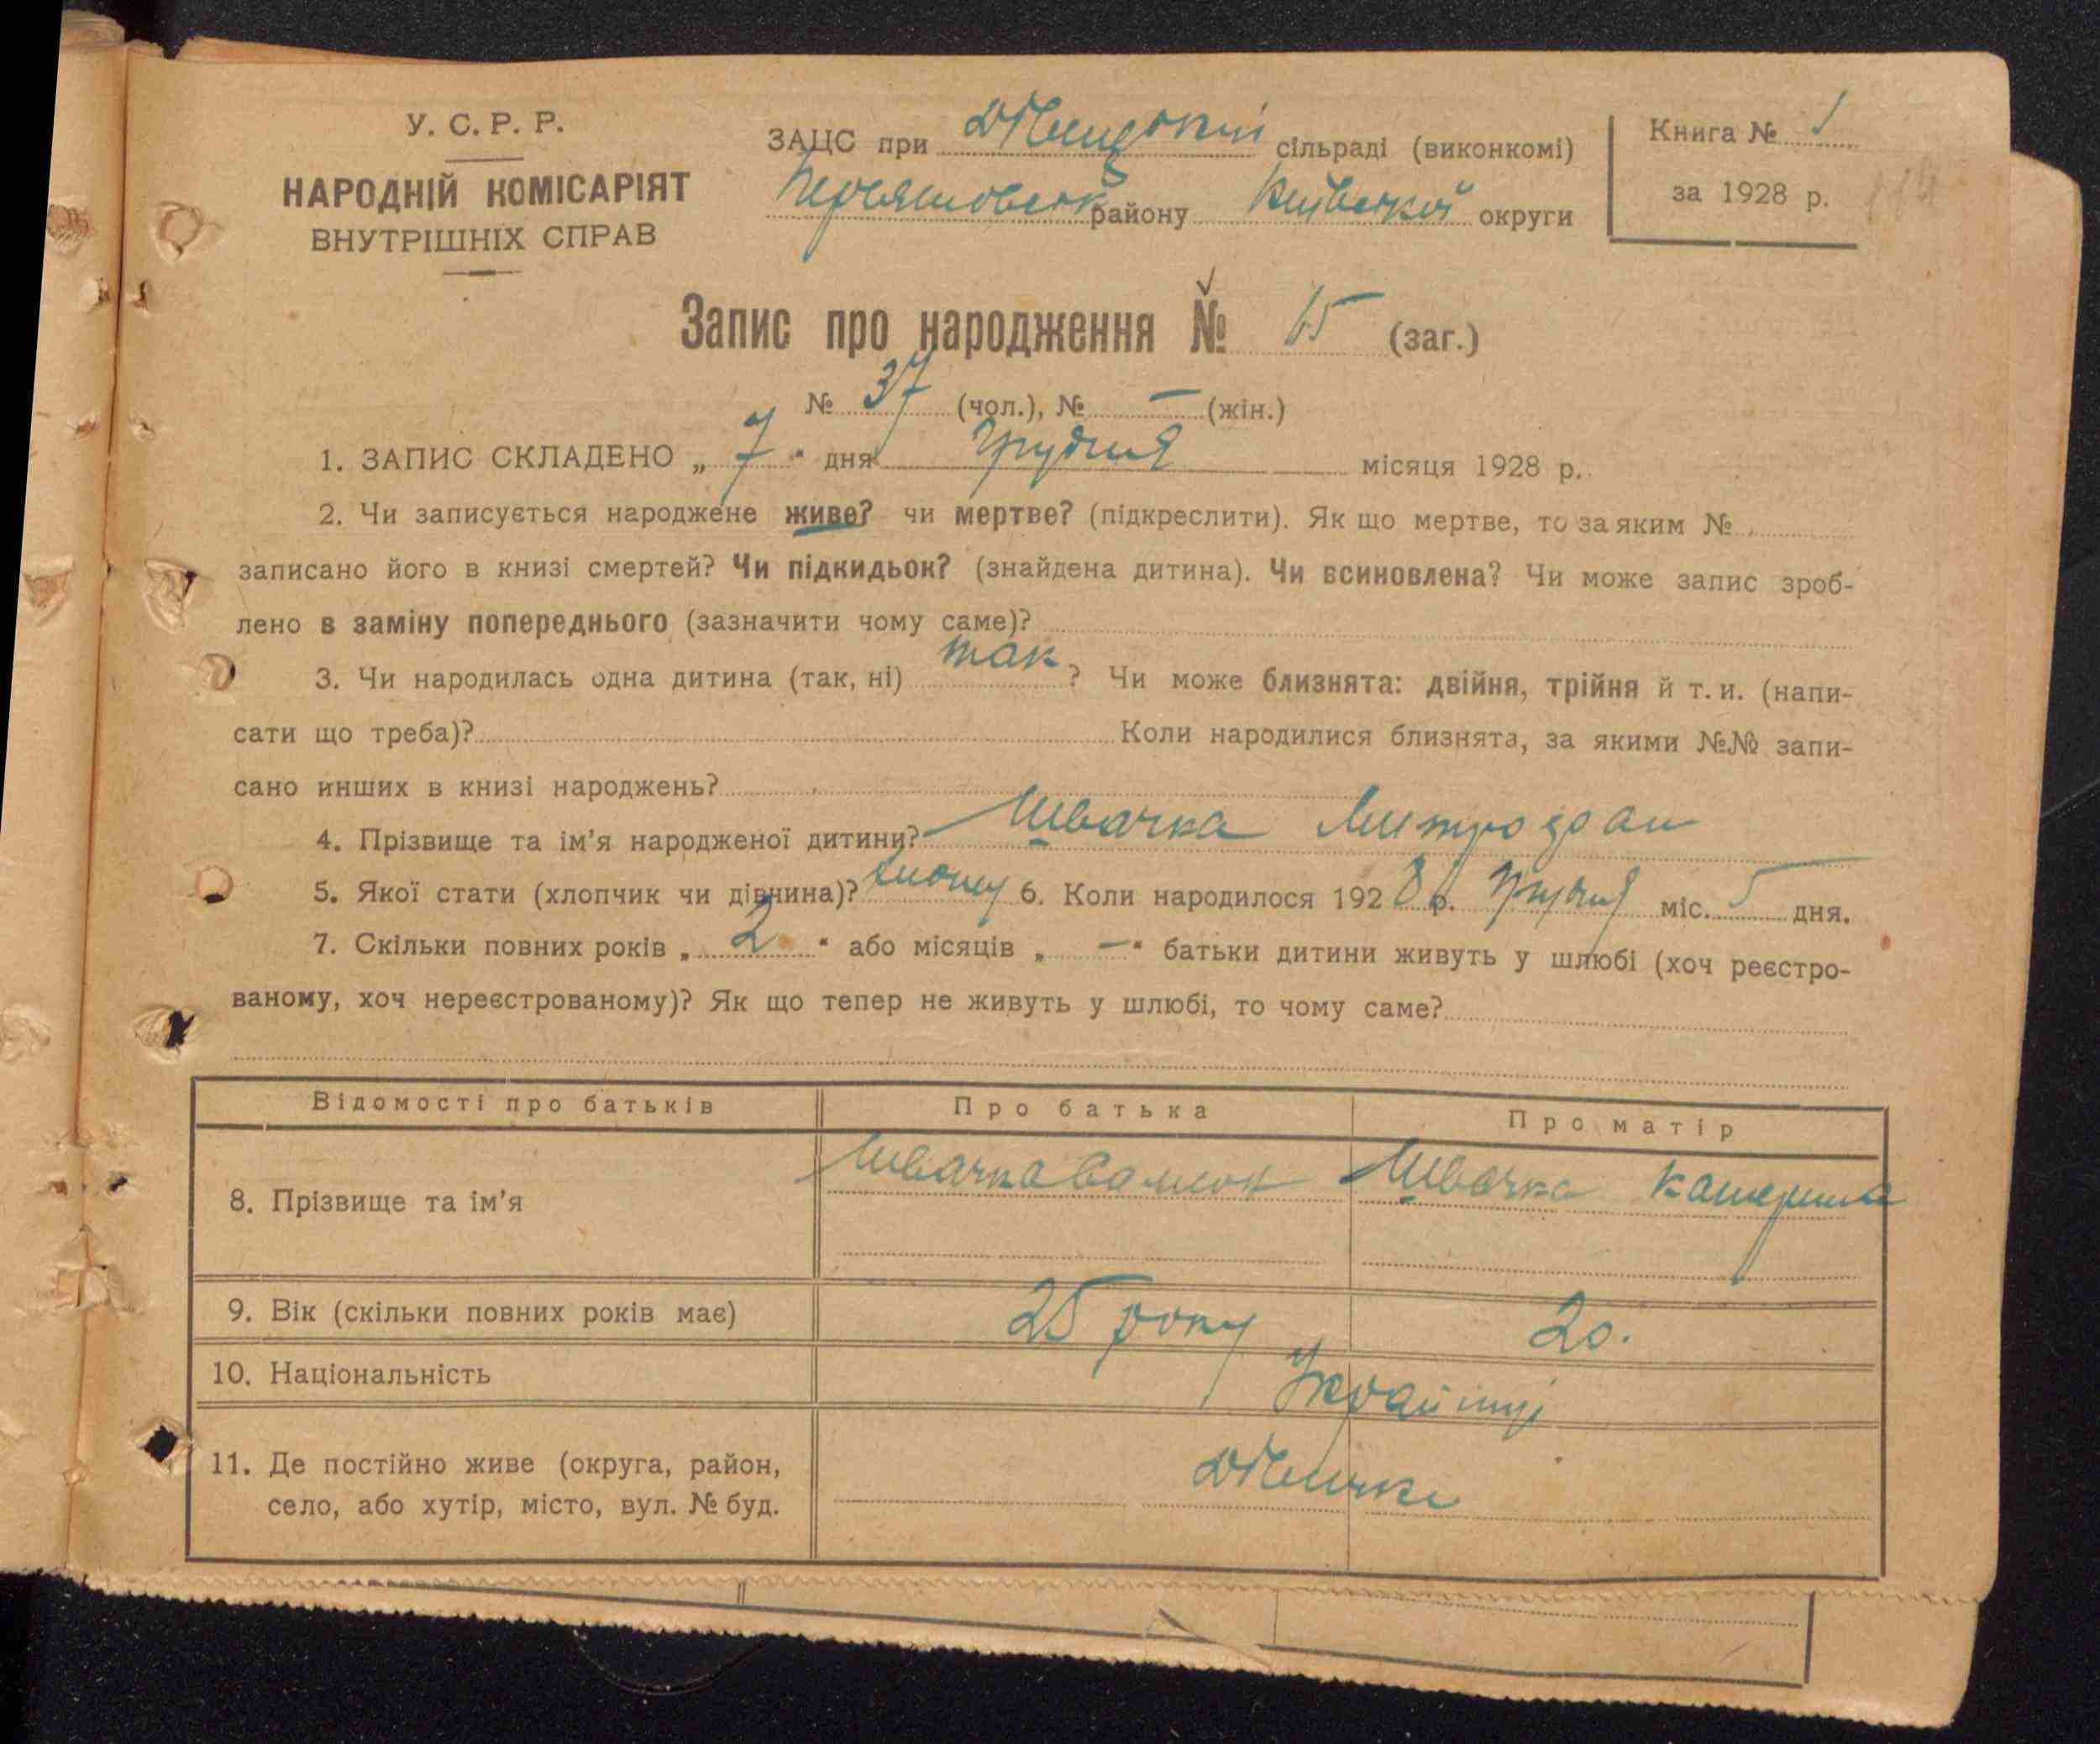 У. С. Р. Р.
НАРОДНІЙ КОМІСАРІЯТ
ВНУТРІШНІХ СПРАВ
ЗАЦС при сільраді (виконкомі)
району Київської округи
Книга № 1
за 1928 р.
Запис про народження № 65 (заг.)
№ 37 (чол.), № — (жін.)
1. ЗАПИС СКЛАДЕНО „ 7 “ дня Грудня місяця 1928 р.
2. Чи записується народжене живе? чи мертве? (підкреслити). Як що мертве, то за яким №
записано його в книзі смертей? Чи підкидьок? (знайдена дитина). Чи всиновлена? Чи може запис зроб-
лено в заміну попереднього (зазначити чому саме)?
3. Чи народилась одна дитина (так, ні) так ? Чи може близнята: двійня, трійня й т. и. (напи-
сати що треба)? Коли народилися близнята, за якими №№ запи-
сано инших в книзі народжень?
4. Прізвище та ім’я народженої дитини? Швачка Митрофан
5. Якої стати (хлопчик чи дівчина)? 6. Коли народилося 1928 р. Грудня міс. 5 дня.
7. Скільки повних років „ 2 “ або місяців „ — “ батьки дитини живуть у шлюбі (хоч реєстро-
ваному, хоч нереєстрованому)? Як що тепер не живуть у шлюбі, то чому саме?
Відомості про батьків Про батька Про матір
8. Прізвище та ім’я Швачка Швачка Катерина
9. Вік (скільки повних років має) 25 року 20.
10. Національність Українці
11. Де постійно живе (округа, район,
село, або хутір, місто, вул. № буд.